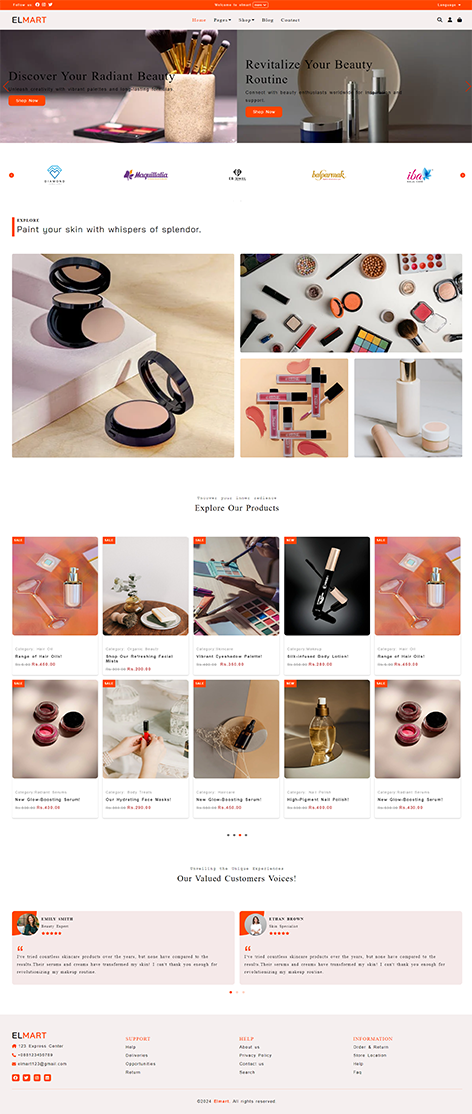 Follow us:
Welcome to elmart
Language
ELMART
Home Pages Shop Blog Contact
Discover Your Radiant Beauty
Unleash creativity with vibrant palettes and long-lasting formulas
Shop Now
Revitalize Your Beauty
Routine
Connect with beauty enthusiasts worldwide for inspiration and
support.
Shop Now
DIAMOND
Maquillalia
iba
EXPLORE
Paint your skin with whispers of splendor.
Uncover your inner radiance
Explore Our Products
SALE
SALE
SALE
NEW
SALE
Category: Hair Oil
Range of Hair Oils!
Rs.450.00
Category: Organic Beauty
Shop Our Refreshing Facial
Mists
Rs.300.00
Category: Skincare
Vibrant Eyeshadow Palette!
Rs.350.00
Category: Makeup
Silk-Infused Body Lotion!
Rs.280.00
Category: Hair Oil
Range of Hair Oils!
Rs.450.00
SALE
SALE
SALE
SALE
SALE
Category: Radiant Serums
New Glow-Boosting Serum!
Rs.430.00
Category: Body Treats
Our Hydrating Face Masks!
Rs.290.00
Category: Haircare
New Glow-Boosting Serum!
Rs.400.00
Category: Nail Polish
High-Pigment Nail Polish!
Rs.400.00
Category: Radiant Serums
New Glow-Boosting Serum!
Rs.430.00
Unveiling the Unique Experiences
Our Valued Customers Voices!
EMILY SMITH
Beauty Expert
I've tried countless skincare products over the years, but none have compared to the
results.Their serums and creams have transformed my skin! I can't thank you enough for
revolutionizing my makeup routine.
ETHAN BROWN
Skin Specialist
I've tried countless skincare products over the years, but none have compared to the
results.Their serums and creams have transformed my skin! I can't thank you enough for
revolutionizing my makeup routine.
ELMART
123 Express Center
elmart123@gmail.com
SUPPORT
Help
Deliveries
Opportunities
Return
HELP
About us
Privacy Policy
Contact us
Search
INFORMATION
Order & Return
Store Location
Help
Faq
©2024 Elmart. All rights reserved